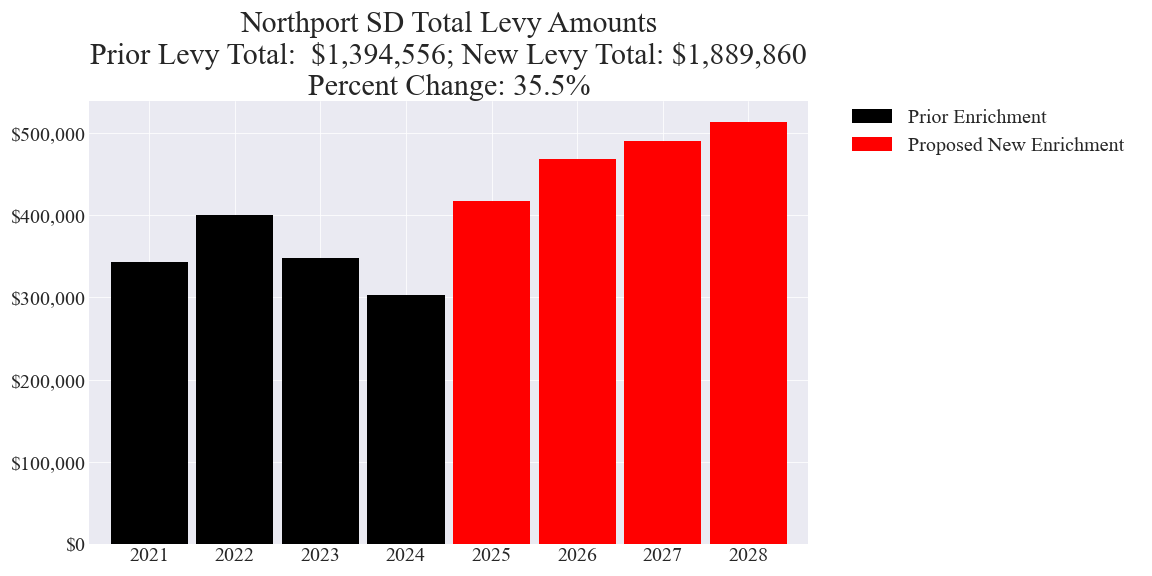 Northport SD Total Levy Amounts
Prior Levy Total:  $1,394,556; New Levy Total: $1,889,860
Percent Change: 35.5%
Prior Enrichment
Proposed New Enrichment
$500,000
$400,000
$300,000
$200,000
$100,000
$0
2021 2022 2023 2024 2025 2026 2027 2028